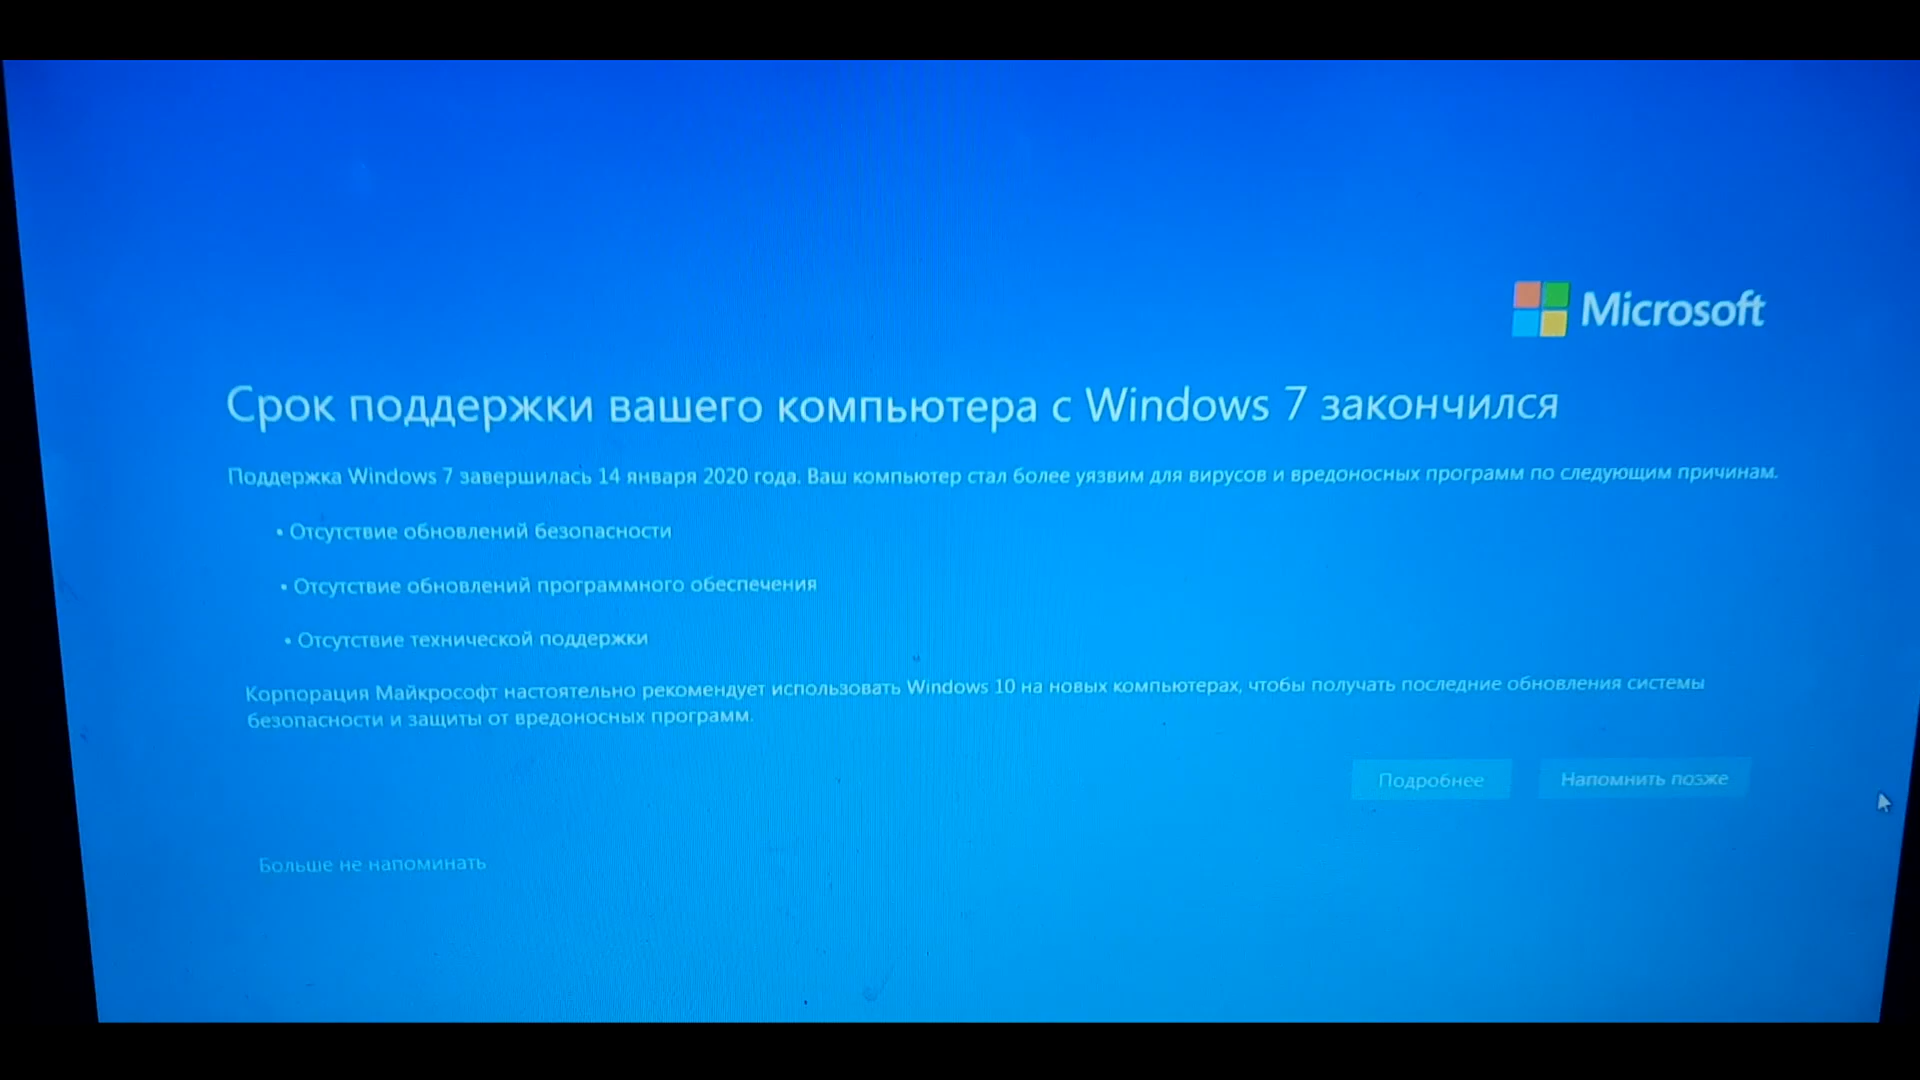 Microsoft
Срок поддержки вашего компьютера с Windows 7 закончился
Поддержка Windows 7 завершилась 14 января 2020 года. Ваш компьютер стал более уязвим для вирусов и вредоносных программ по следующим причинам.
• Отсутствие обновлений безопасности
• Отсутствие обновлений программного обеспечения
• Отсутствие технической поддержки
Корпорация Майкрософт настоятельно рекомендует использовать Windows 10 на новых компьютерах, чтобы получать последние обновления системы
безопасности и защиты от вредоносных программ.
Подробнее
Напомнить позже
Больше не напоминать